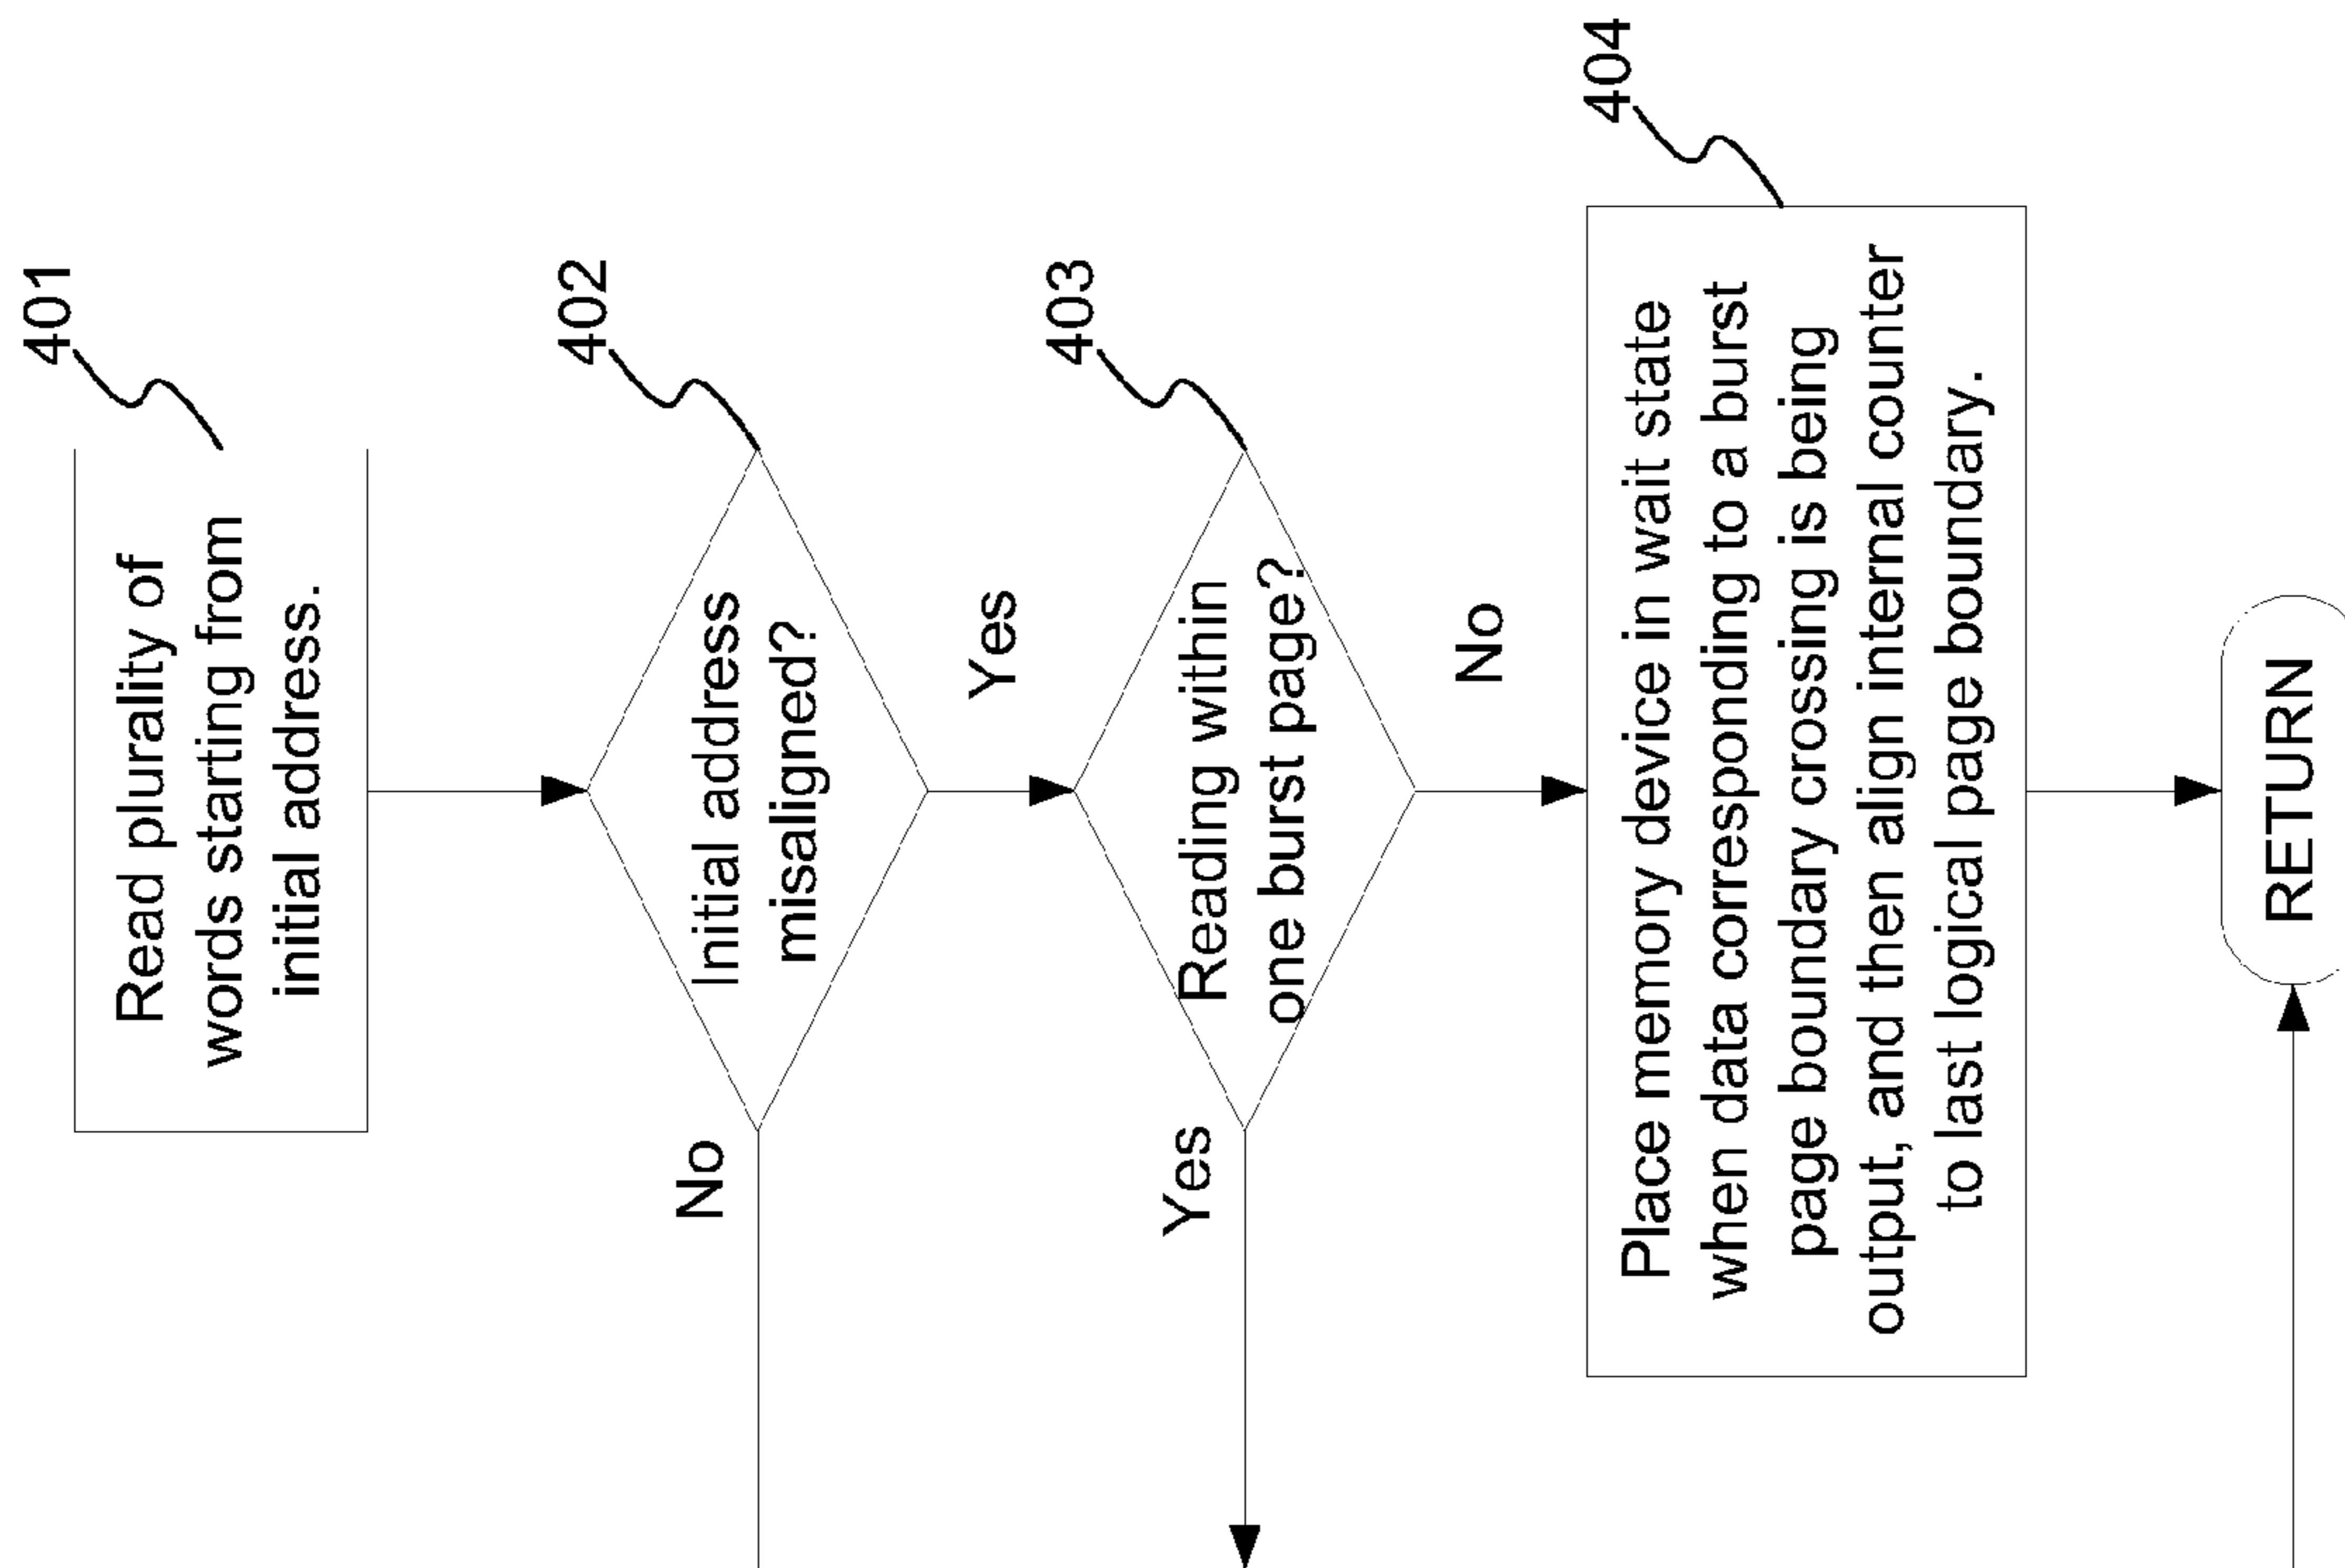 401
Read plurality of
words starting from
initial address.
402
Initial address
misaligned?
No
Yes
403
Reading within
one burst page?
Yes
No
404
Place memory device in wait state
when data corresponding to a burst
page boundary crossing is being
output, and then align internal counter
to last logical page boundary.
RETURN